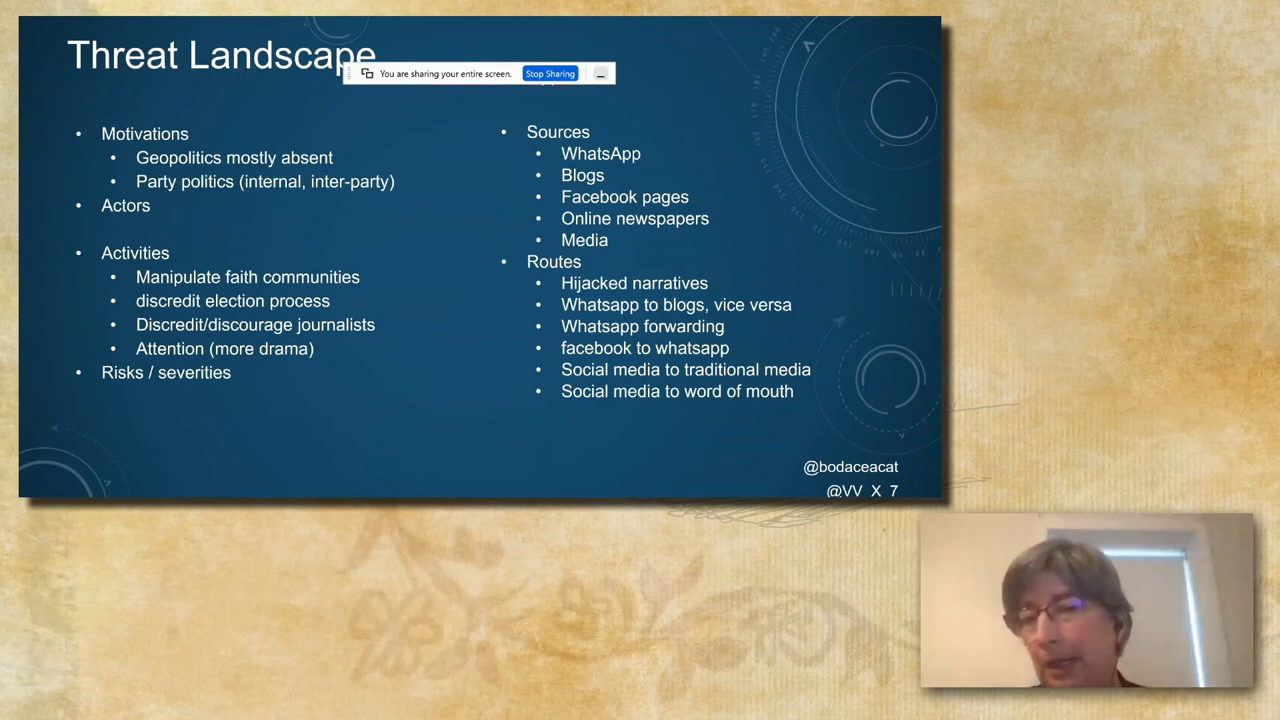 Threat Landscape
You are sharing your entire screen.
Stop Sharing
Motivations
Geopolitics mostly absent
Party politics (internal, inter-party)
Actors
Activities
Manipulate faith communities
discredit election process
Discredit/discourage journalists
Attention (more drama)
Risks / severities
Sources
WhatsApp
Blogs
Facebook pages
Online newspapers
Media
Routes
Hijacked narratives
Whatsapp to blogs, vice versa
Whatsapp forwarding
facebook to whatsapp
Social media to traditional media
Social media to word of mouth
@bodaceacat
@VV_X_7